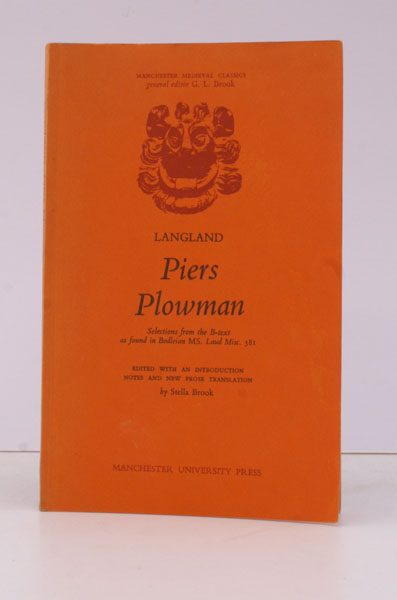 MANCHESTER MEDIEVAL CLASSICS
general editor G. L. Brook
LANGLAND
Piers
Plowman
Selections from the B-text
as found in Bodleian MS. Laud Misc. 581
EDITED WITH AN INTRODUCTION
NOTES AND NEW PROSE TRANSLATION
by Stella Brook
MANCHESTER UNIVERSITY PRESS